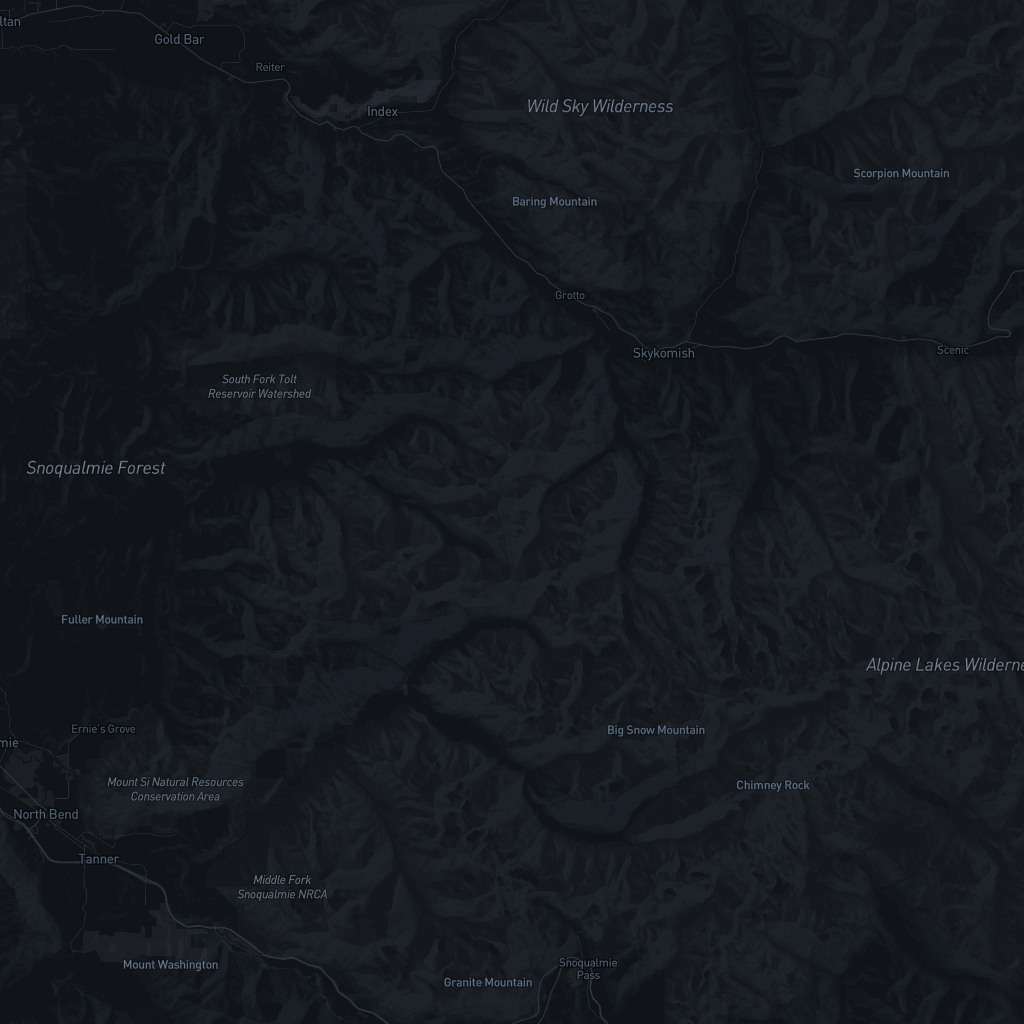 ltan
Gold Bar
Reiter
Index
Wild Sky Wilderness
Scorpion Mountain
Baring Mountain
Grotto
Skykomish
Scenic
South Fork Tolt
Reservoir Watershed
Snoqualmie Forest
Fuller Mountain
Alpine Lakes Wilderne
Ernie's Grove
Big Snow Mountain
mie
Mount Si Natural Resources
Conservation Area
Chimney Rock
North Bend
Tanner
Middle Fork
Snoqualmie NRCA
Mount Washington
Snoqualmie
Pass
Granite Mountain